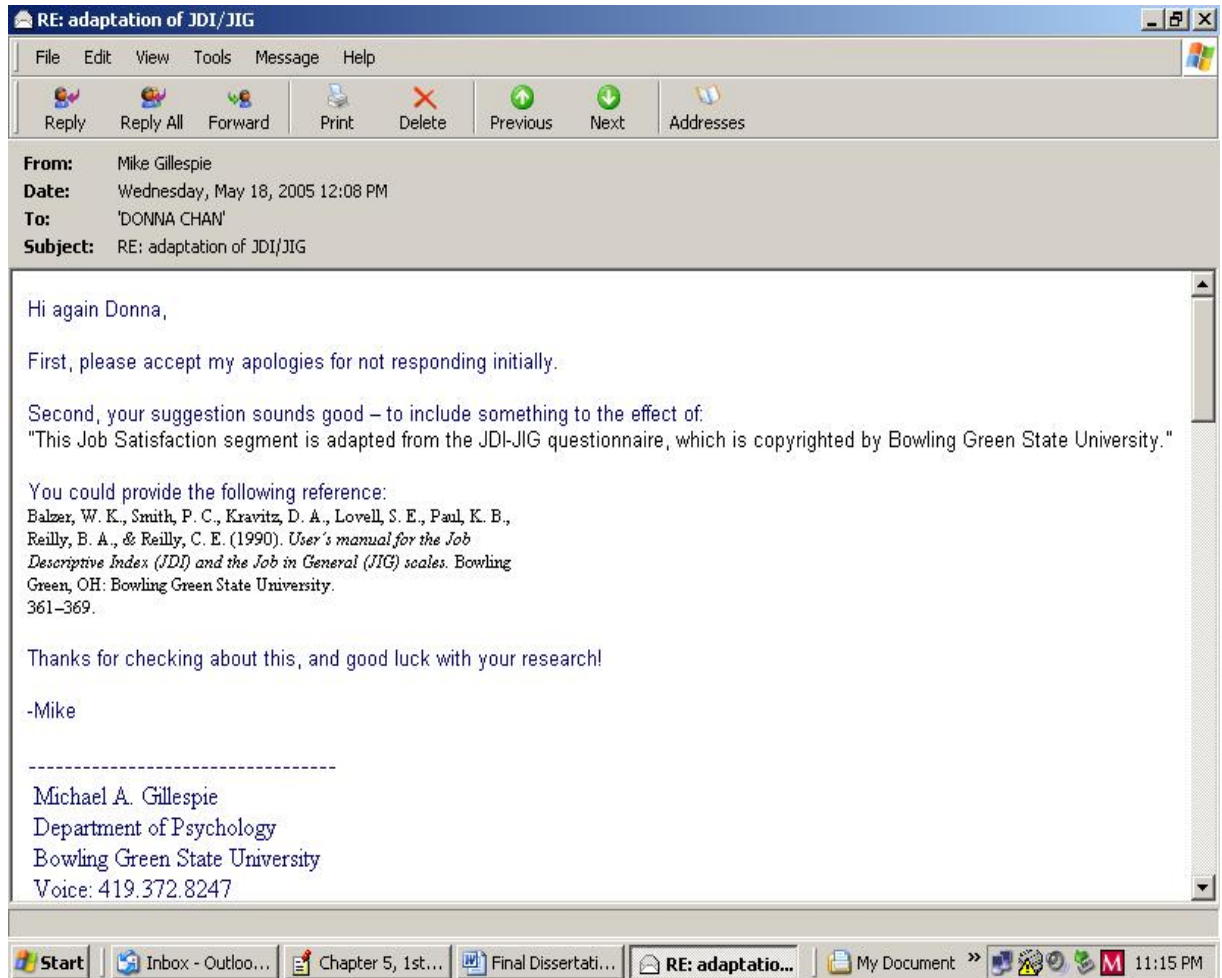 RE: adaptation of JDI/JIG
File Edit View Tools Message Help
Reply Reply All Forward Print Delete Previous Next Addresses
From: Mike Gillespie
Date: Wednesday, May 18, 2005 12:08 PM
To: 'DONNA CHAN'
Subject: RE: adaptation of JDI/JIG
Hi again Donna,
First, please accept my apologies for not responding initially.
Second, your suggestion sounds good – to include something to the effect of:
"This Job Satisfaction segment is adapted from the JDI-JIG questionnaire, which is copyrighted by Bowling Green State University."
You could provide the following reference:
Balzer, W. K., Smith, P. C., Kravitz, D. A., Lovell, S. E., Paul, K. B.,
Reilly, B. A., & Reilly, C. E. (1990). User's manual for the Job
Descriptive Index (JDI) and the Job in General (JIG) scales. Bowling
Green, OH: Bowling Green State University.
361–369.
Thanks for checking about this, and good luck with your research!
-Mike
----------------------------------
Michael A. Gillespie
Department of Psychology
Bowling Green State University
Voice: 419.372.8247
Start Inbox - Outloo... Chapter 5, 1st... Final Dissertati... RE: adaptatio... My Document » M 11:15 PM